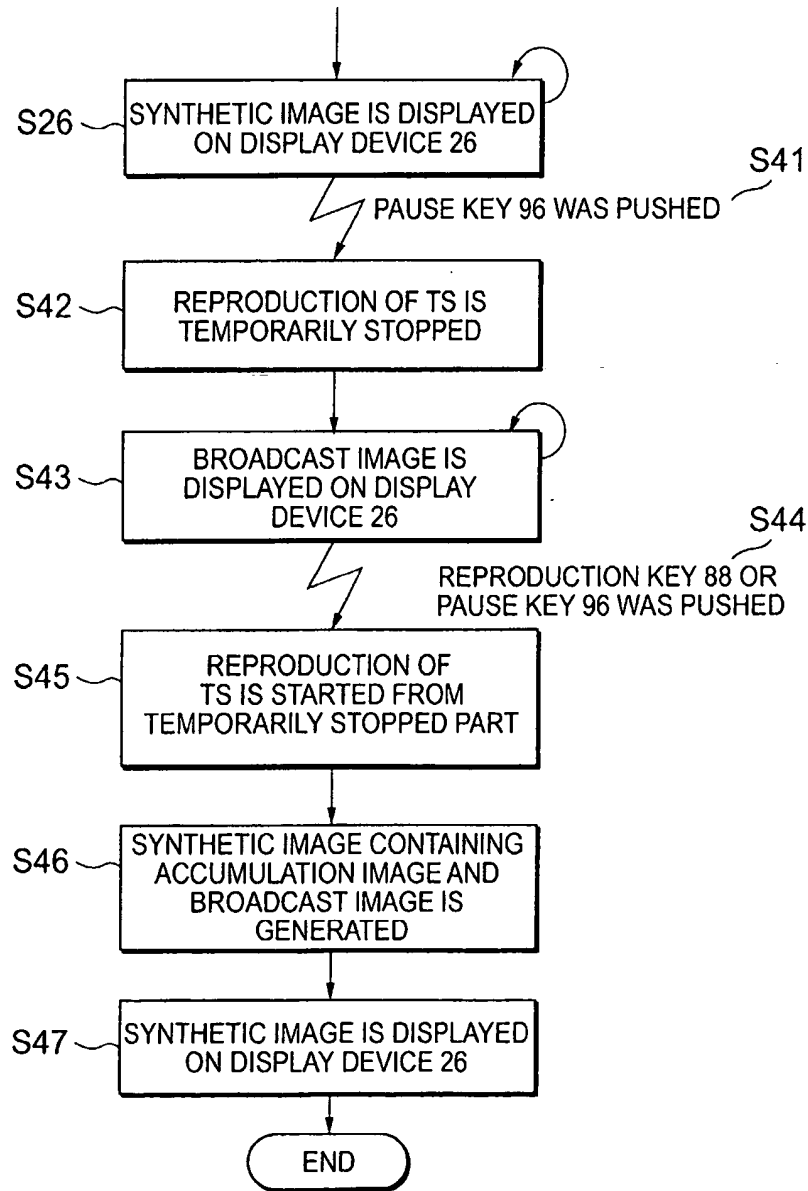 S26
SYNTHETIC IMAGE IS DISPLAYED
ON DISPLAY DEVICE 26
S41
PAUSE KEY 96 WAS PUSHED
S42
REPRODUCTION OF TS IS
TEMPORARILY STOPPED
S43
BROADCAST IMAGE IS
DISPLAYED ON DISPLAY
DEVICE 26
S44
REPRODUCTION KEY 88 OR
PAUSE KEY 96 WAS PUSHED
S45
REPRODUCTION OF
TS IS STARTED FROM
TEMPORARILY STOPPED PART
S46
SYNTHETIC IMAGE CONTAINING
ACCUMULATION IMAGE AND
BROADCAST IMAGE IS
GENERATED
S47
SYNTHETIC IMAGE IS DISPLAYED
ON DISPLAY DEVICE 26
END